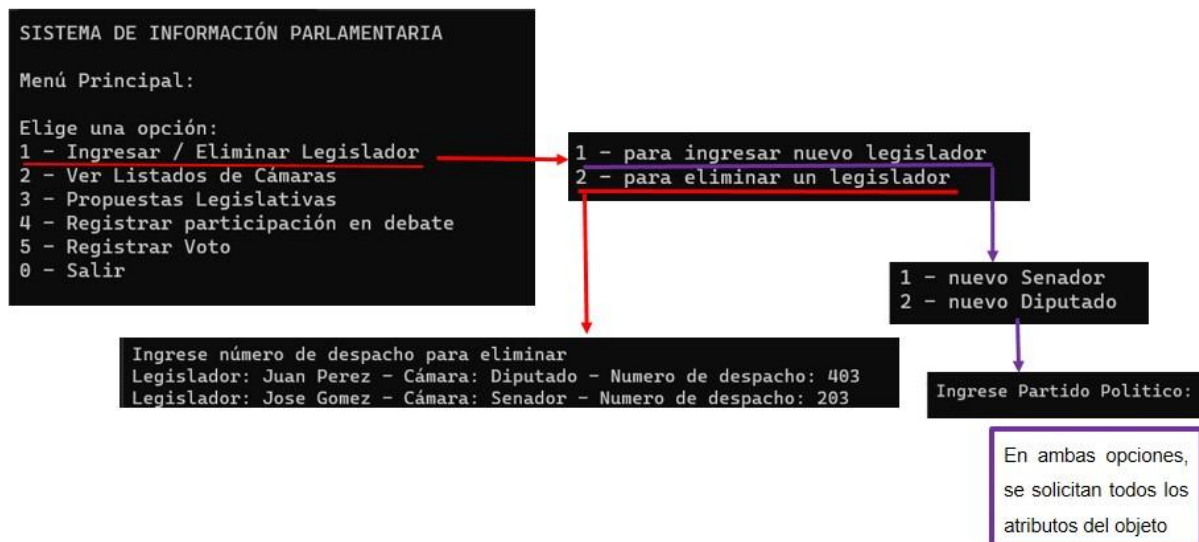 SISTEMA DE INFORMACIÓN PARLAMENTARIA
Menú Principal:
Elige una opción:
1 - Ingresar / Eliminar Legislador
2 - Ver Listados de Cámaras
3 - Propuestas Legislativas
4 - Registrar participación en debate
5 - Registrar Voto
0 - Salir
1 - para ingresar nuevo legislador
2 - para eliminar un legislador
1 - nuevo Senador
2 - nuevo Diputado
Ingrese número de despacho para eliminar
Legislador: Juan Perez - Cámara: Diputado - Numero de despacho: 403
Legislador: Jose Gomez - Cámara: Senador - Numero de despacho: 203
Ingrese Partido Politico:
En ambas opciones,
se solicitan todos los
atributos del objeto